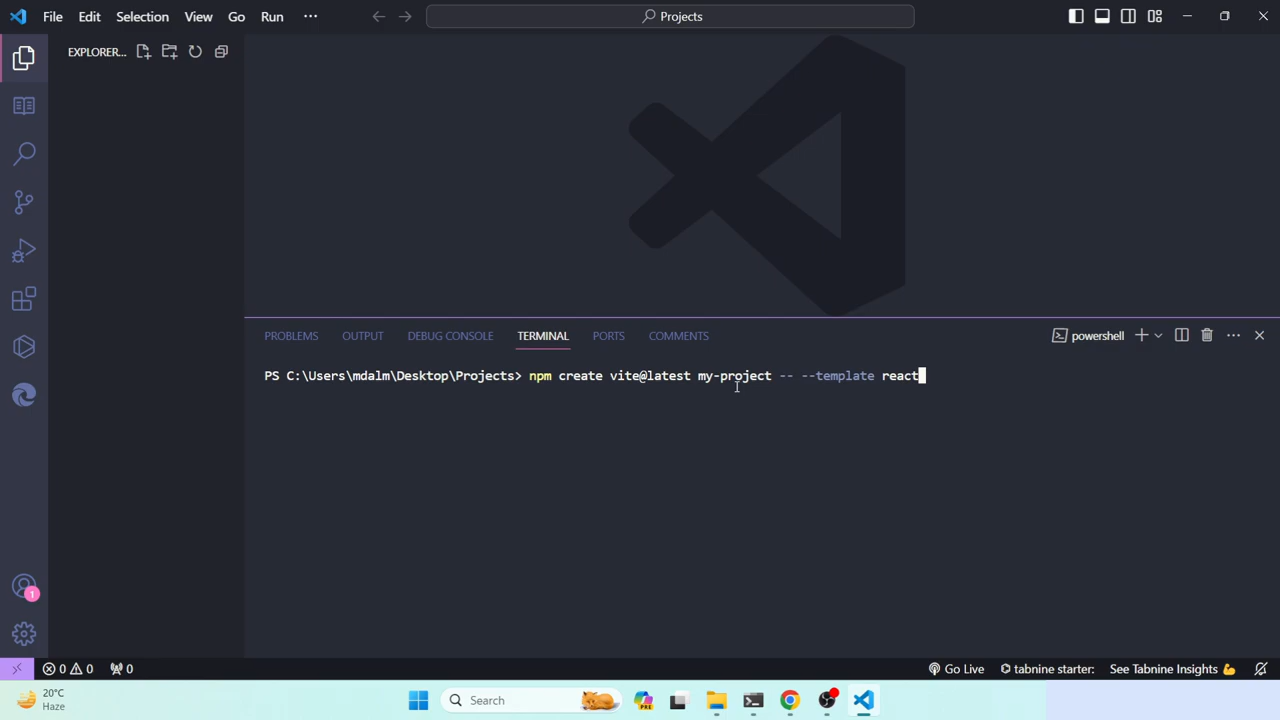 File Edit Selection View Go Run ···
Projects
EXPLORER...
PROBLEMS OUTPUT DEBUG CONSOLE TERMINAL PORTS COMMENTS
powershell
PS C:\Users\mdalm\Desktop\Projects> npm create vite@latest my-project -- --template react
1
0 0 0
Go Live tabnine starter: See Tabnine Insights 💪
20°C
Haze
Search
PRE